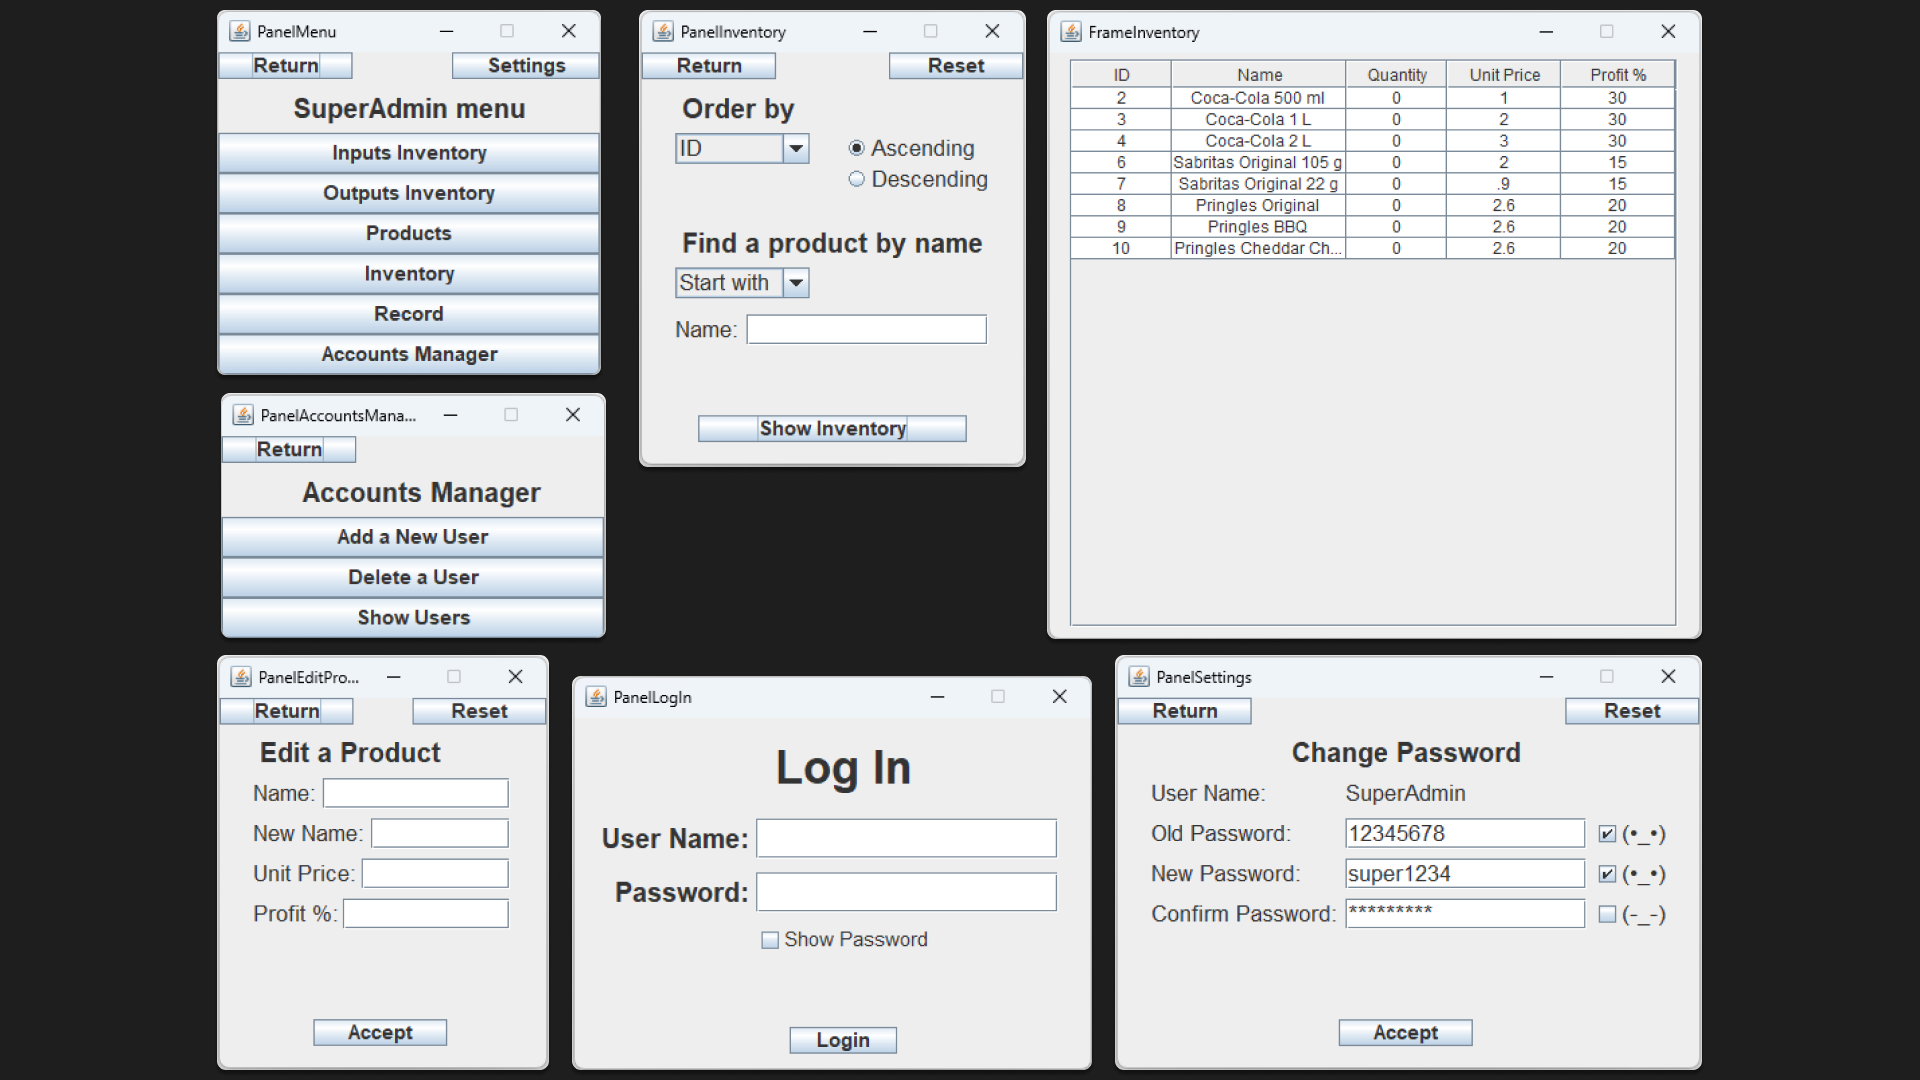 PanelMenu
Return Settings
SuperAdmin menu
Inputs Inventory
Outputs Inventory
Products
Inventory
Record
Accounts Manager
PanelInventory
Return Reset
Order by
ID
Ascending
Descending
Find a product by name
Start with
Name:
Show Inventory
FrameInventory
ID Name Quantity Unit Price Profit %
2 Coca-Cola 500 ml 0 1 30
3 Coca-Cola 1 L 0 2 30
4 Coca-Cola 2 L 0 3 30
6 Sabritas Original 105 g 0 2 15
7 Sabritas Original 22 g 0 .9 15
8 Pringles Original 0 2.6 20
9 Pringles BBQ 0 2.6 20
10 Pringles Cheddar Ch... 0 2.6 20
PanelAccountsMana...
Return
Accounts Manager
Add a New User
Delete a User
Show Users
PanelEditPro...
Return Reset
Edit a Product
Name:
New Name:
Unit Price:
Profit %:
Accept
PanelLogIn
Log In
User Name:
Password:
Show Password
Login
PanelSettings
Return Reset
Change Password
User Name: SuperAdmin
Old Password: 12345678 (•_•)
New Password: super1234 (•_•)
Confirm Password: ********* (-_-)
Accept